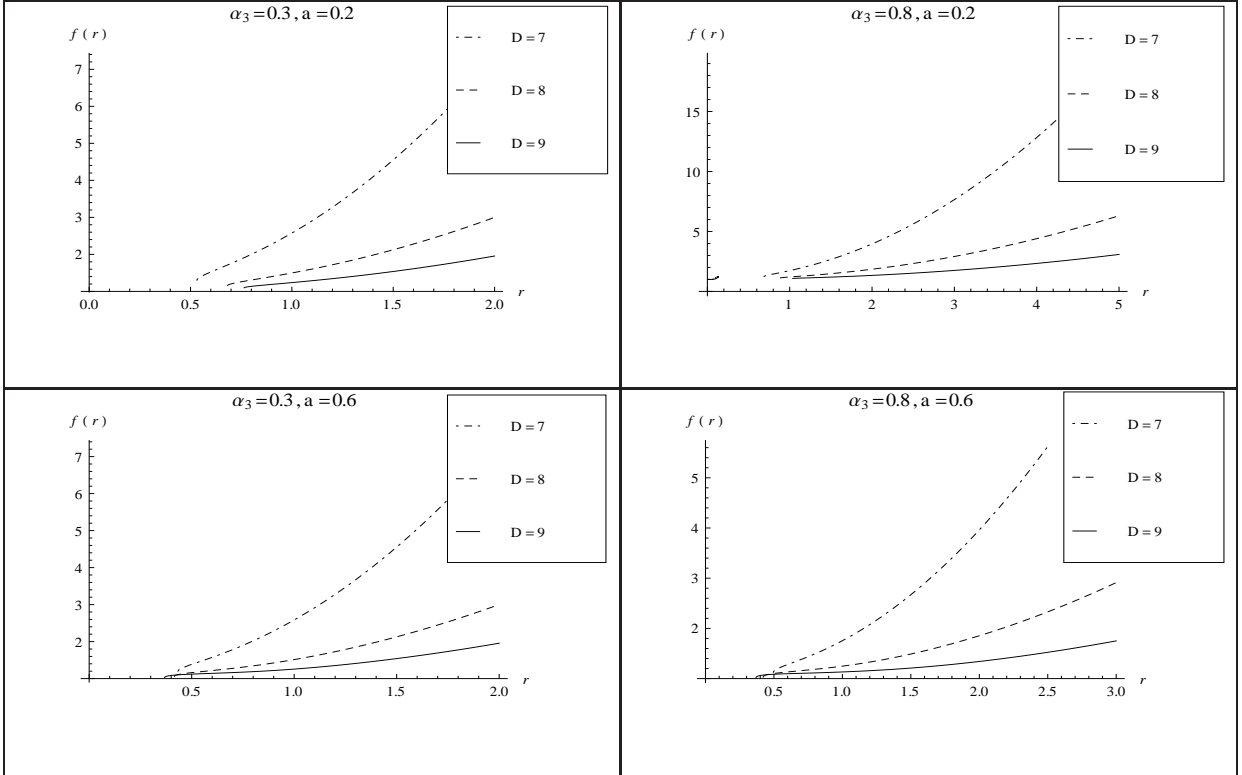 α₃=0.3, a=0.2
f(r)
7
6
5
4
3
2
0.0 0.5 1.0 1.5 2.0 r
D=7
D=8
D=9
α₃=0.8, a=0.2
f(r)
15
10
5
1 2 3 4 5 r
D=7
D=8
D=9
α₃=0.3, a=0.6
f(r)
7
6
5
4
3
2
0.5 1.0 1.5 2.0 r
D=7
D=8
D=9
α₃=0.8, a=0.6
f(r)
5
4
3
2
0.5 1.0 1.5 2.0 2.5 3.0 r
D=7
D=8
D=9